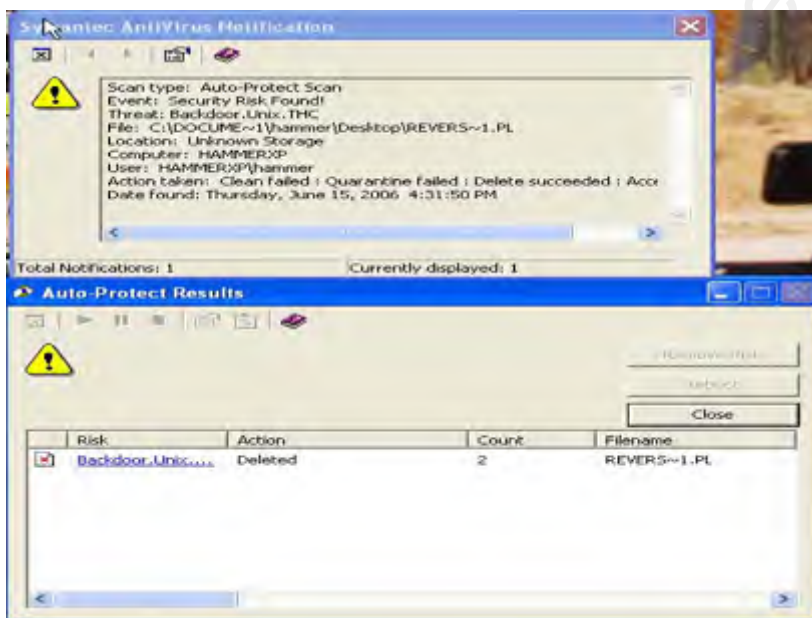 Symantec AntiVirus Notification
Scan type: Auto-Protect Scan
Event: Security Risk Found!
Threat: Backdoor.Unix.THC
File: C:\DOCUME~1\hammer\Desktop\REVERS~1.PL
Location: Unknown Storage
Computer: HAMMERXP
User: HAMMERXP\hammer
Action taken: Clean failed : Quarantine failed : Delete succeeded : Acce
Date found: Thursday, June 15, 2006 4:31:50 PM
Total Notifications: 1 Currently displayed: 1
Auto-Protect Results
Close
Risk Action Count Filename
Backdoor.Unix.... Deleted 2 REVERS~1.PL